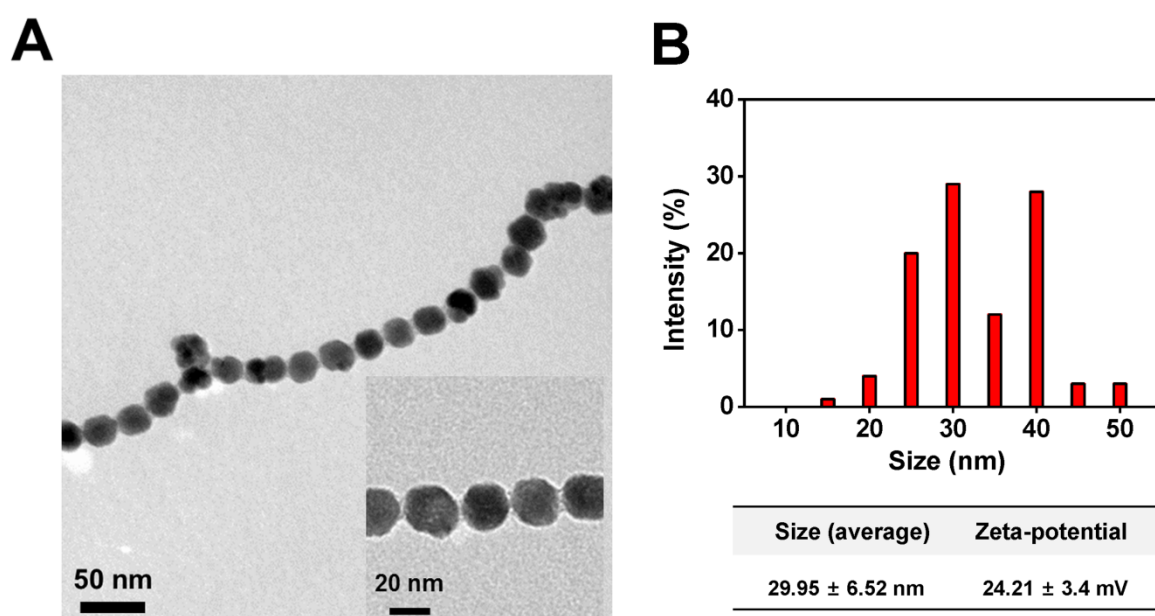 A
50 nm
20 nm
B
Intensity (%)
40
30
20
10
0
10 20 30 40 50
Size (nm)
Size (average) Zeta-potential
29.95 ± 6.52 nm 24.21 ± 3.4 mV